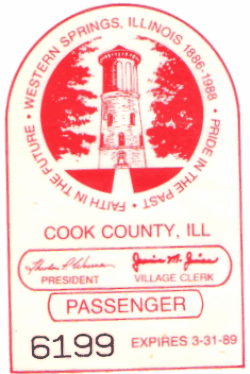 WESTERN SPRINGS, ILLINOIS 1886-1988 • PRIDE IN THE PAST • FAITH IN THE FUTURE •
COOK COUNTY, ILL
PRESIDENT VILLAGE CLERK
PASSENGER
6199 EXPIRES 3-31-89